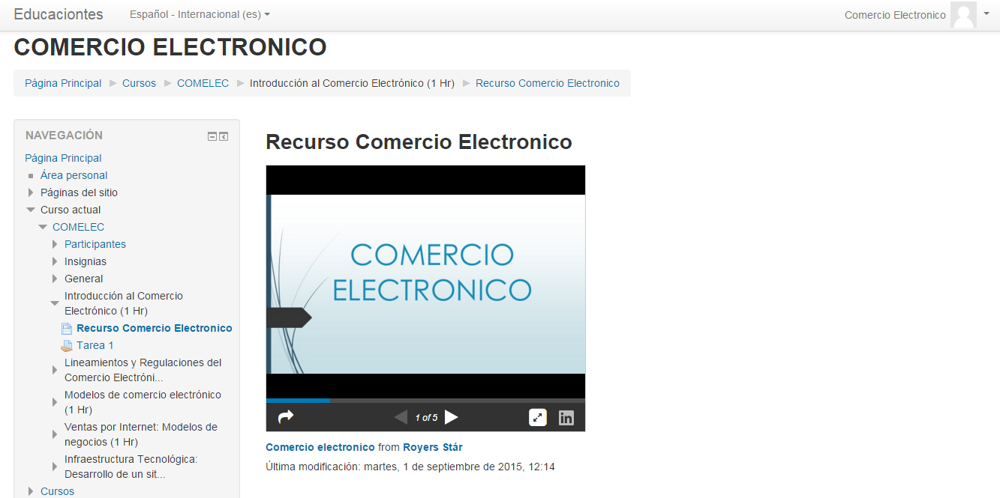 Educaciontes
Español - Internacional (es)
Comercio Electronico
COMERCIO ELECTRONICO
Página Principal Cursos COMELEC Introducción al Comercio Electrónico (1 Hr) Recurso Comercio Electronico
NAVEGACIÓN
Página Principal
Área personal
Páginas del sitio
Curso actual
COMELEC
Participantes
Insignias
General
Introducción al Comercio
Electrónico (1 Hr)
Recurso Comercio Electronico
Tarea 1
Lineamientos y Regulaciones del
Comercio Electróni...
Modelos de comercio electrónico
(1 Hr)
Ventas por Internet: Modelos de
negocios (1 Hr)
Infraestructura Tecnológica:
Desarrollo de un sit...
Cursos
Recurso Comercio Electronico
COMERCIO
ELECTRONICO
1 of 5
in
Comercio electronico from Royers Stár
Última modificación: martes, 1 de septiembre de 2015, 12:14